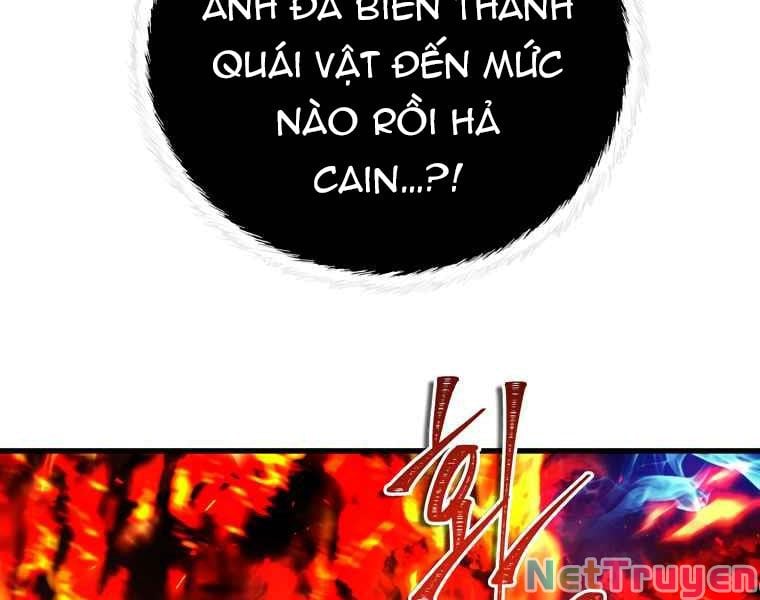 ANH ĐÃ BIẾN THÀNH
QUÁI VẬT ĐẾN MỨC
NÀO RỒI HẢ
CAIN...?!
NetTruyen